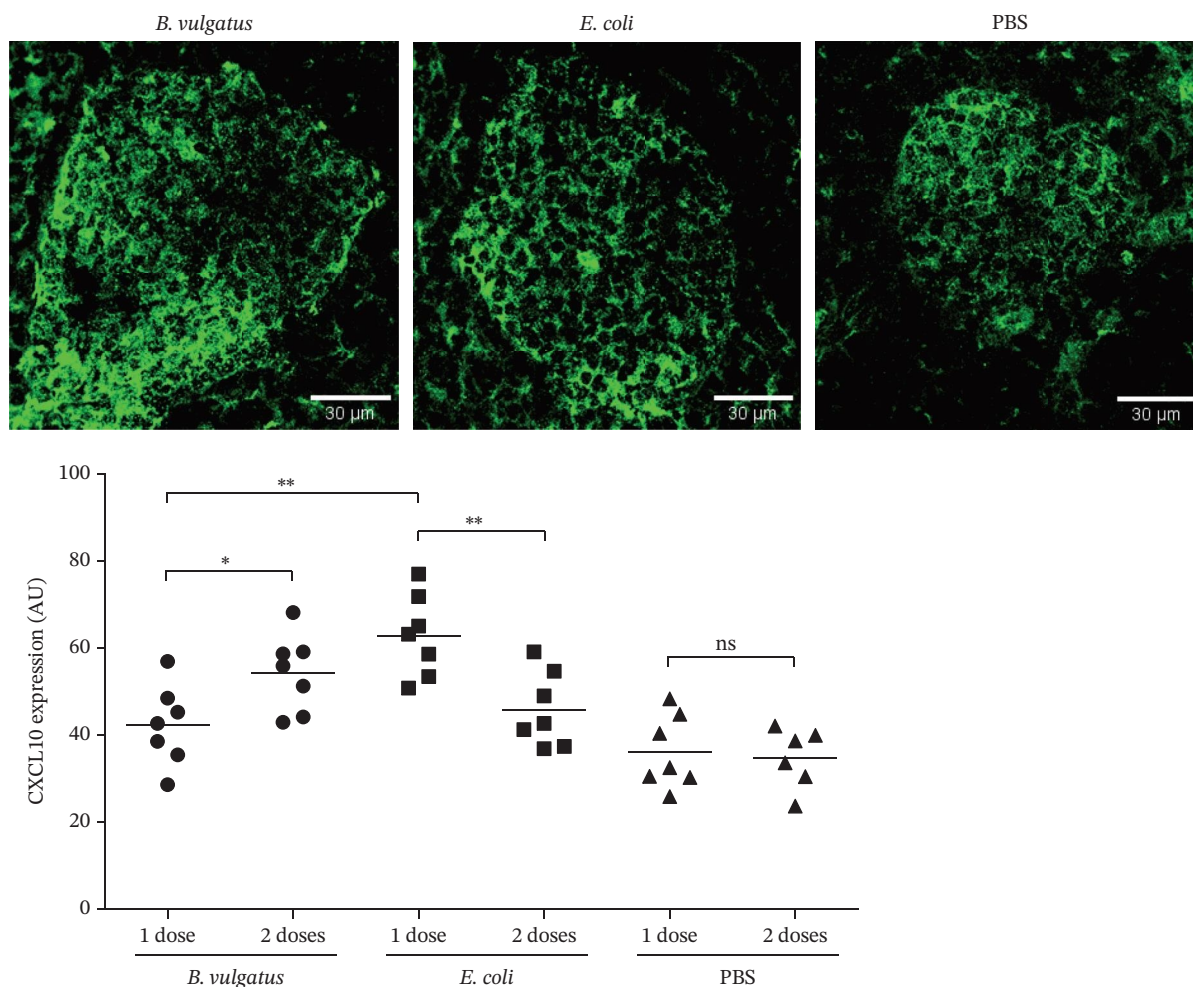 B. vulgatus
E. coli
PBS
30 µm
30 µm
30 µm
100
80
60
40
20
0
CXCL10 expression (AU)
**
**
*
ns
1 dose
2 doses
1 dose
2 doses
1 dose
2 doses
B. vulgatus
E. coli
PBS